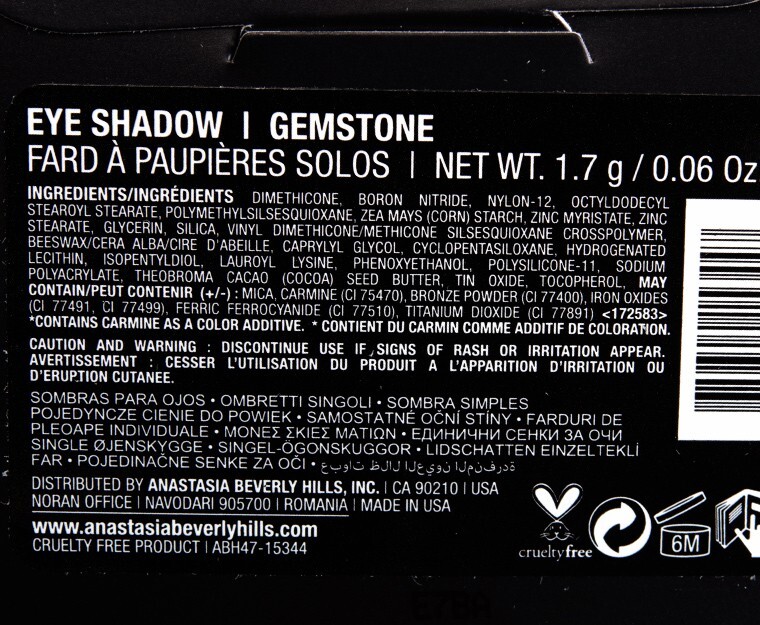 EYE SHADOW | GEMSTONE
FARD À PAUPIÈRES SOLOS | NET WT. 1.7 g / 0.06 Oz
INGREDIENTS/INGRÉDIENTS DIMETHICONE, BORON NITRIDE, NYLON-12, OCTYLDODECYL
STEAROYL STEARATE, POLYMETHYLSILSESQUIOXANE, ZEA MAYS (CORN) STARCH, ZINC MYRISTATE, ZINC
STEARATE, GLYCERIN, SILICA, VINYL DIMETHICONE/METHICONE SILSESQUIOXANE CROSSPOLYMER,
BEESWAX/CERA ALBA/CIRE D'ABEILLE, CAPRYLYL GLYCOL, CYCLOPENTASILOXANE, HYDROGENATED
LECITHIN, ISOPENTYLDIOL, LAUROYL LYSINE, PHENOXYETHANOL, POLYSILICONE-11, SODIUM
POLYACRYLATE, THEOBROMA CACAO (COCOA) SEED BUTTER, TIN OXIDE, TOCOPHEROL, MAY
CONTAIN/PEUT CONTENIR (+/-) : MICA, CARMINE (CI 75470), BRONZE POWDER (CI 77400), IRON OXIDES
(CI 77491, CI 77499), FERRIC FERROCYANIDE (CI 77510), TITANIUM DIOXIDE (CI 77891) <172583>
*CONTAINS CARMINE AS A COLOR ADDITIVE. * CONTIENT DU CARMIN COMME ADDITIF DE COLORATION.
CAUTION AND WARNING : DISCONTINUE USE IF SIGNS OF RASH OR IRRITATION APPEAR.
AVERTISSEMENT : CESSER L'UTILISATION DU PRODUIT A L'APPARITION D'IRRITATION OU
D'ERUPTION CUTANEE.
SOMBRAS PARA OJOS • OMBRETTI SINGOLI • SOMBRA SIMPLES
POJEDYNCZE CIENIE DO POWIEK • SAMOSTATNÉ OČNÍ STÍNY • FARDURI DE
PLEOAPE INDIVIDUALE • ΜΟΝΕΣ ΣΚΙΕΣ ΜΑΤΙΩΝ • ЕДИНИЧНИ СЕНКИ ЗА ОЧИ
SINGLE ØJENSKYGGE • SINGEL-ÖGONSKUGGOR • LIDSCHATTEN EINZELTEKLİ
FAR • POJEDINAČNE SENKE ZA OČI • عبوات ظلال العيون المنفردة
DISTRIBUTED BY ANASTASIA BEVERLY HILLS, INC. | CA 90210 | USA
NORAN OFFICE | NAVODARI 905700 | ROMANIA | MADE IN USA
www.anastasiabeverlyhills.com
CRUELTY FREE PRODUCT | ABH47-15344
crueltyfree
6M